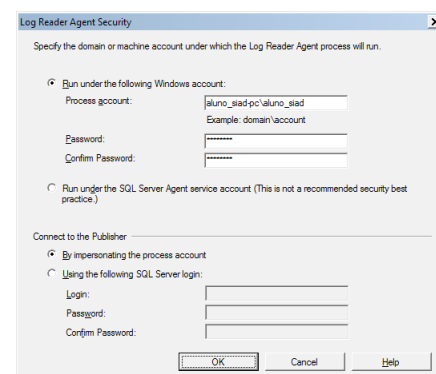 Log Reader Agent Security
Specify the domain or machine account under which the Log Reader Agent process will run.
Run under the following Windows account:
Process account:
aluno_siad-pc\aluno_siad
Example: domain\account
Password:
********
Confirm Password:
********
Run under the SQL Server Agent service account (This is not a recommended security best
practice.)
Connect to the Publisher
By impersonating the process account
Using the following SQL Server login:
Login:
Password:
Confirm Password:
OK Cancel Help